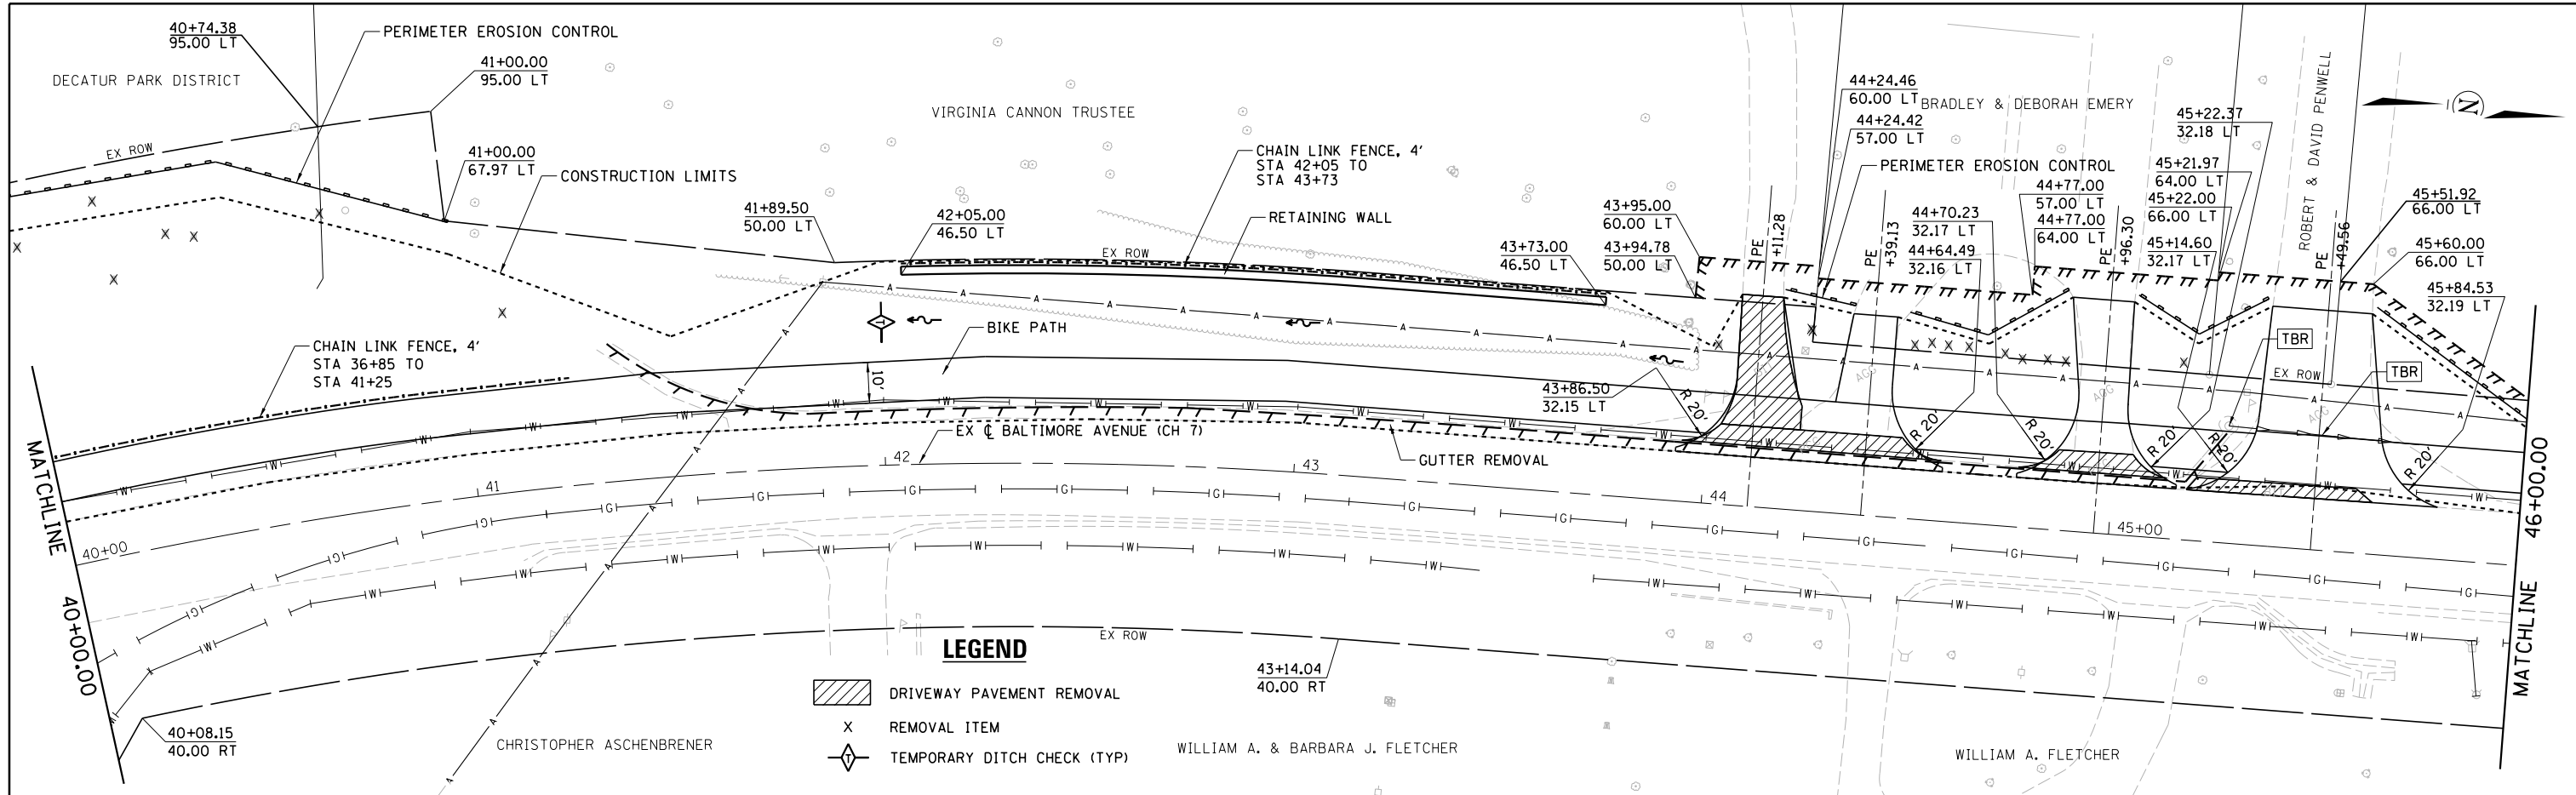 40+74.38
95.00 LT
PERIMETER EROSION CONTROL
DECATUR PARK DISTRICT
41+00.00
95.00 LT
EX ROW
41+00.00
67.97 LT
CONSTRUCTION LIMITS
VIRGINIA CANNON TRUSTEE
CHAIN LINK FENCE, 4'
STA 42+05 TO
STA 43+73
RETAINING WALL
41+89.50
50.00 LT
42+05.00
46.50 LT
EX ROW
43+73.00
46.50 LT
43+95.00
60.00 LT
43+94.78
50.00 LT
PE
+11.28
44+24.46
60.00 LT
44+24.42
57.00 LT
BRADLEY & DEBORAH EMERY
PERIMETER EROSION CONTROL
PE
+39.13
44+70.23
32.17 LT
44+64.49
32.16 LT
44+77.00
57.00 LT
44+77.00
64.00 LT
PE
+96.30
45+22.37
32.18 LT
45+21.97
64.00 LT
45+22.00
66.00 LT
45+14.60
32.17 LT
ROBERT & DAVID PENWELL
PE
+49.56
N
45+51.92
66.00 LT
45+60.00
66.00 LT
45+84.53
32.19 LT
TBR
TBR
EX ROW
AGG
AGG
AGG
CHAIN LINK FENCE, 4'
STA 36+85 TO
STA 41+25
T
BIKE PATH
10'
43+86.50
32.15 LT
R 20'
R 20'
R 20'
R 20'
R 20'
R 20'
EX ℄ BALTIMORE AVENUE (CH 7)
GUTTER REMOVAL
MATCHLINE 40+00.00
40+00
41
42
43
44
45+00
MATCHLINE 46+00.00
EX ROW
43+14.04
40.00 RT
40+08.15
40.00 RT
CHRISTOPHER ASCHENBRENER
LEGEND
DRIVEWAY PAVEMENT REMOVAL
X REMOVAL ITEM
T TEMPORARY DITCH CHECK (TYP)
WILLIAM A. & BARBARA J. FLETCHER
WILLIAM A. FLETCHER